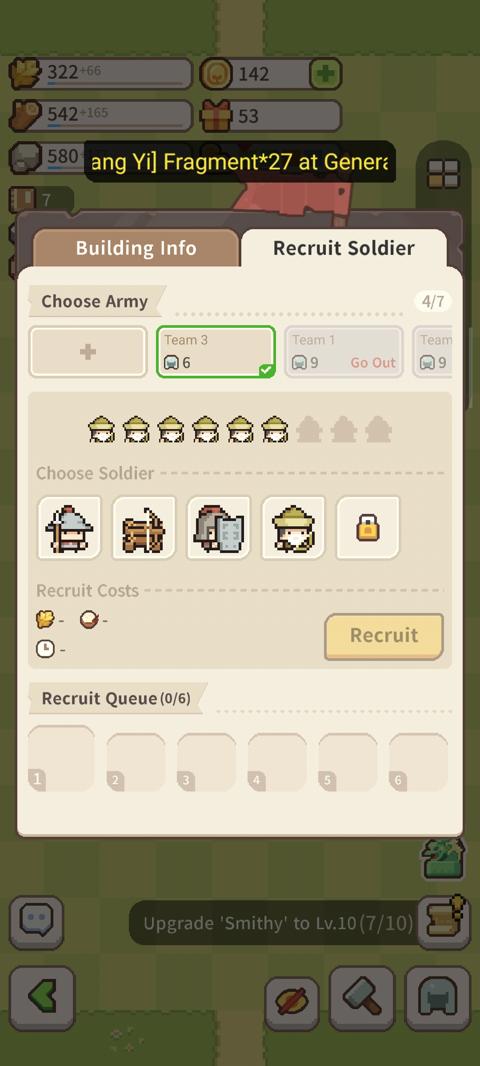 322+66
142
542+165
53
580
ang Yi] Fragment*27 at Genera
7
Building Info
Recruit Soldier
Choose Army
4/7
Team 3
6
Team 1
9
Go Out
Team
9
Choose Soldier
Recruit Costs
-
-
-
Recruit
Recruit Queue(0/6)
1
2
3
4
5
6
Upgrade 'Smithy' to Lv.10(7/10)